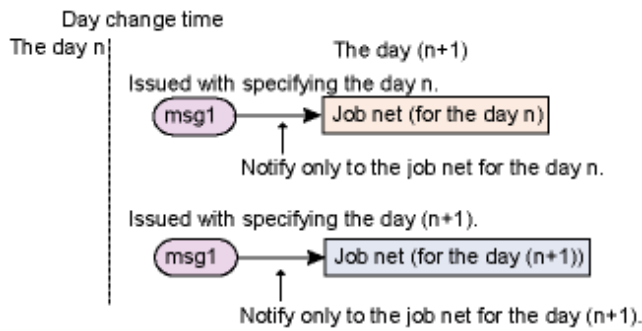 Day change time
The day n
The day (n+1)
Issued with specifying the day n.
msg1
Job net (for the day n)
Notify only to the job net for the day n.
Issued with specifying the day (n+1).
msg1
Job net (for the day (n+1))
Notify only to the job net for the day (n+1).